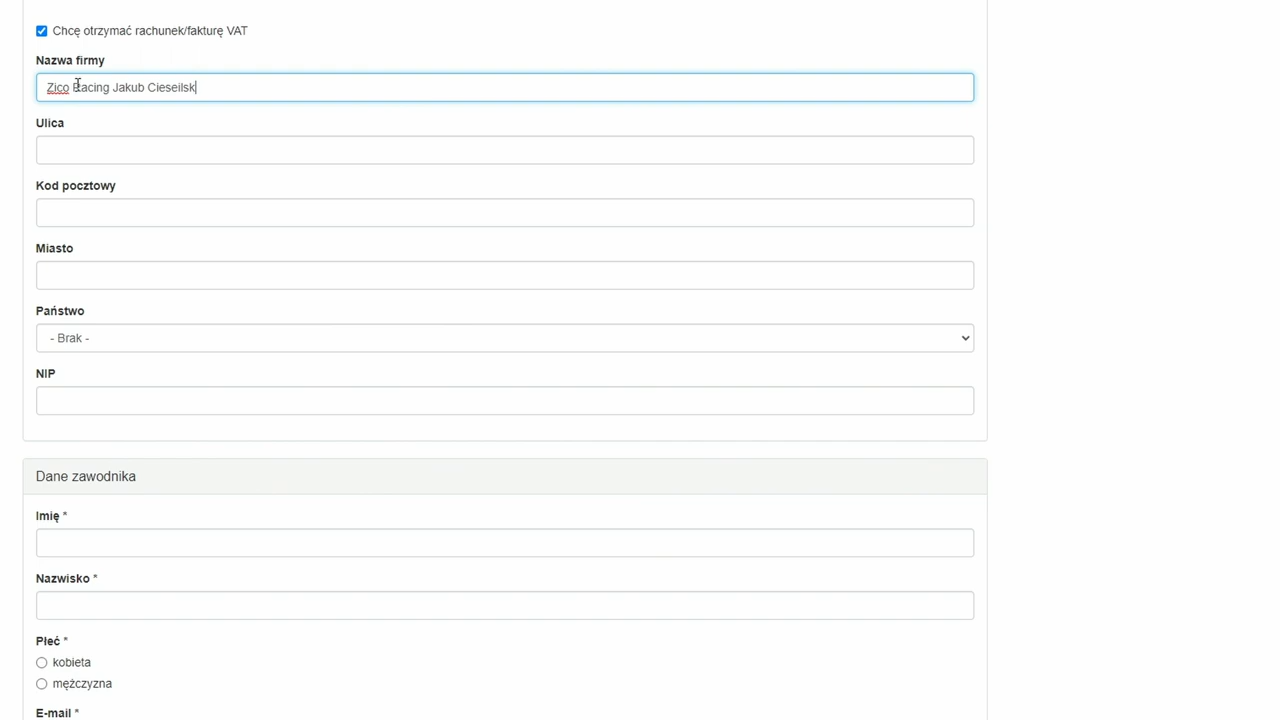 Chcę otrzymać rachunek/fakturę VAT
Nazwa firmy
Zico Racing Jakub Cieseilsk
Ulica
Kod pocztowy
Miasto
Państwo
- Brak -
NIP
Dane zawodnika
Imię *
Nazwisko *
Płeć *
kobieta
mężczyzna
E-mail *